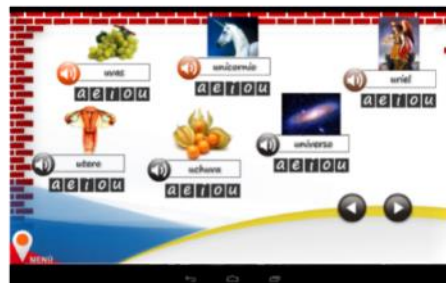 uvas
unicornio
uriel
a e i o u
a e i o u
a e i o u
utero
uchuva
universo
a e i o u
a e i o u
a e i o u
MENÚ